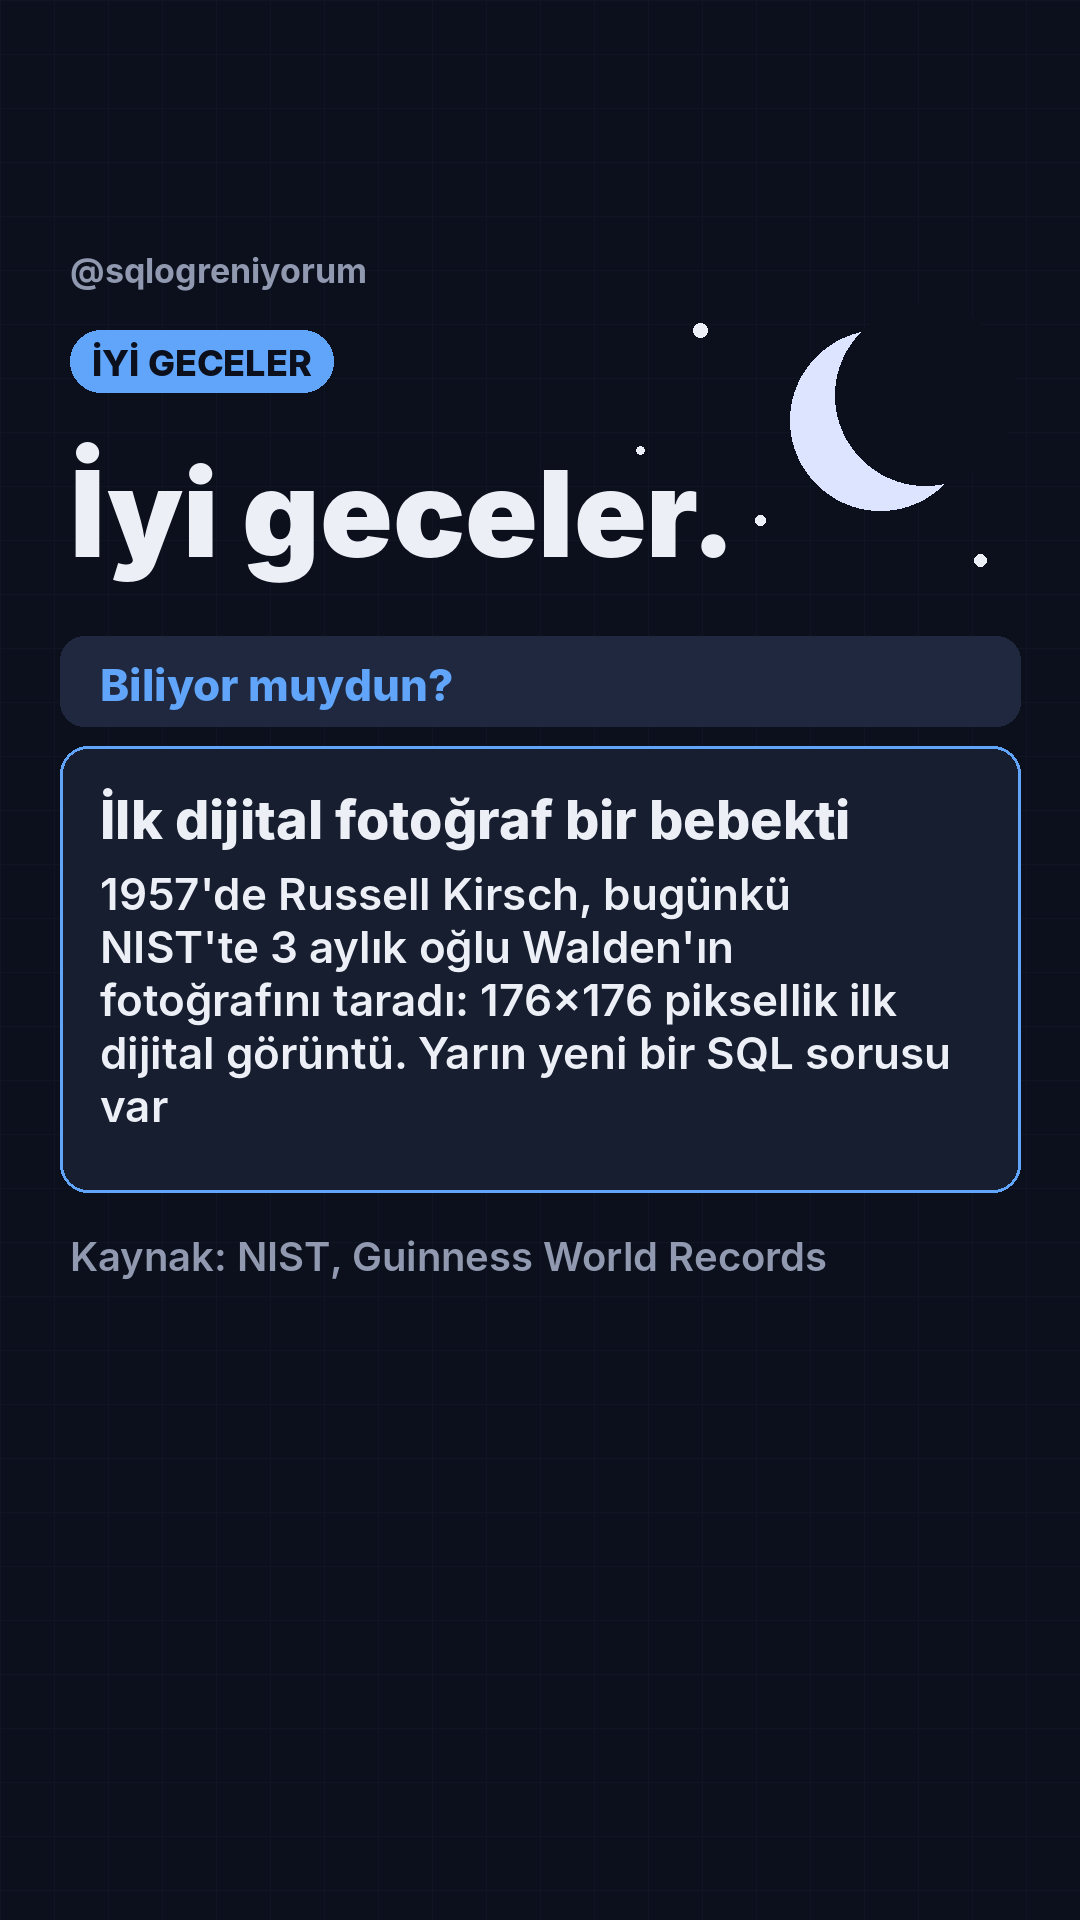 @sqlogreniyorum
İYİ GECELER
İyi geceler.
Biliyor muydun?
İlk dijital fotoğraf bir bebekti
1957'de Russell Kirsch, bugünkü
NIST'te 3 aylık oğlu Walden'ın
fotoğrafını taradı: 176×176 piksellik ilk
dijital görüntü. Yarın yeni bir SQL sorusu
var
Kaynak: NIST, Guinness World Records